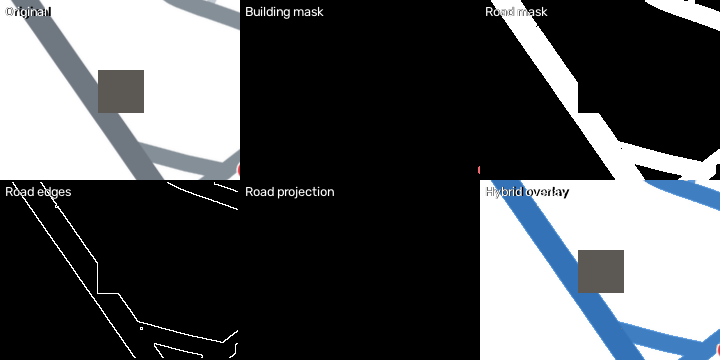 Original
Building mask
Road mask
Road edges
Road projection
Hybrid overlay